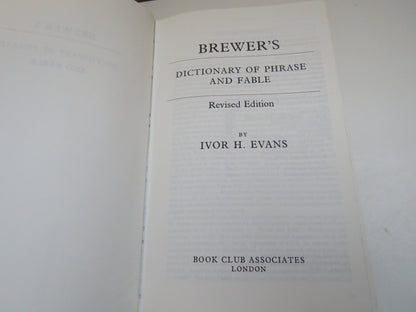 BREWER'S
DICTIONARY OF PHRASE
AND FABLE
Revised Edition
BY
IVOR H. EVANS
BOOK CLUB ASSOCIATES
LONDON